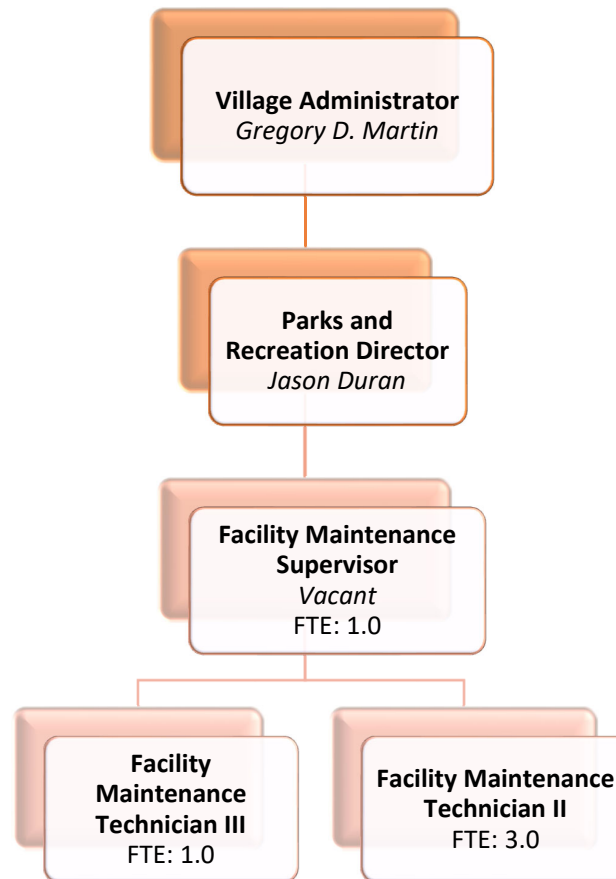 Village Administrator
Gregory D. Martin
Parks and
Recreation Director
Jason Duran
Facility Maintenance
Supervisor
Vacant
FTE: 1.0
Facility
Maintenance
Technician III
FTE: 1.0
Facility Maintenance
Technician II
FTE: 3.0